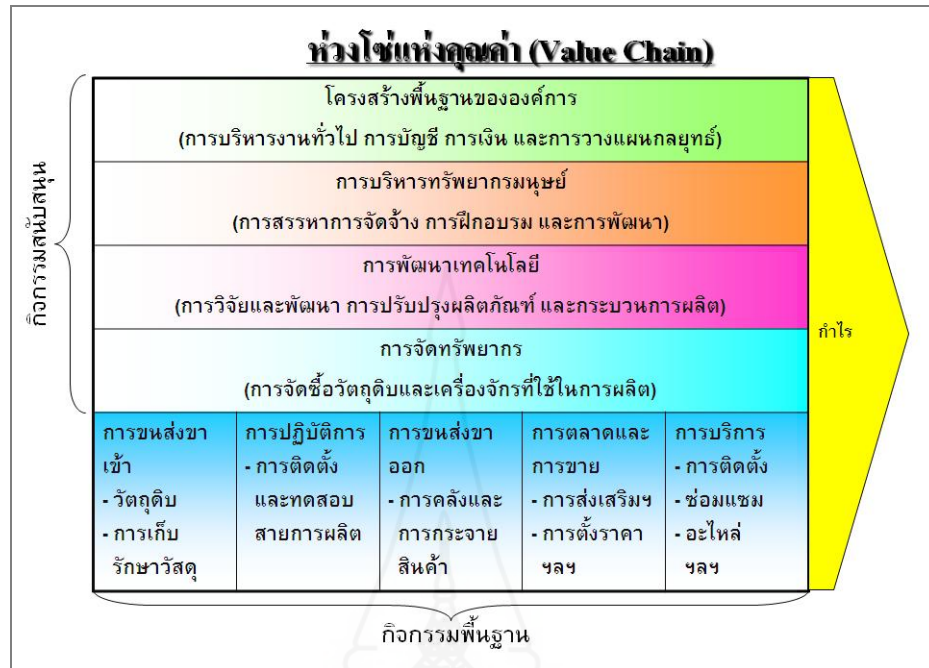 ห่วงโซ่แห่งคุณค่า (Value Chain)
กิจกรรมสนับสนุน
โครงสร้างพื้นฐานขององค์การ
(การบริหารงานทั่วไป การบัญชี การเงิน และการวางแผนกลยุทธ์)
การบริหารทรัพยากรมนุษย์
(การสรรหาการจัดจ้าง การฝึกอบรม และการพัฒนา)
การพัฒนาเทคโนโลยี
(การวิจัยและพัฒนา การปรับปรุงผลิตภัณฑ์ และกระบวนการผลิต)
การจัดทรัพยากร
(การจัดซื้อวัตถุดิบและเครื่องจักรที่ใช้ในการผลิต)
การขนส่งขา
เข้า
- วัตถุดิบ
- การเก็บ
รักษาวัสดุ
การปฏิบัติการ
- การติดตั้ง
และทดสอบ
สายการผลิต
การขนส่งขา
ออก
- การคลังและ
การกระจาย
สินค้า
การตลาดและ
การขาย
- การส่งเสริมฯ
- การตั้งราคา
ฯลฯ
การบริการ
- การติดตั้ง
- ซ่อมแซม
- อะไหล่
ฯลฯ
กำไร
กิจกรรมพื้นฐาน